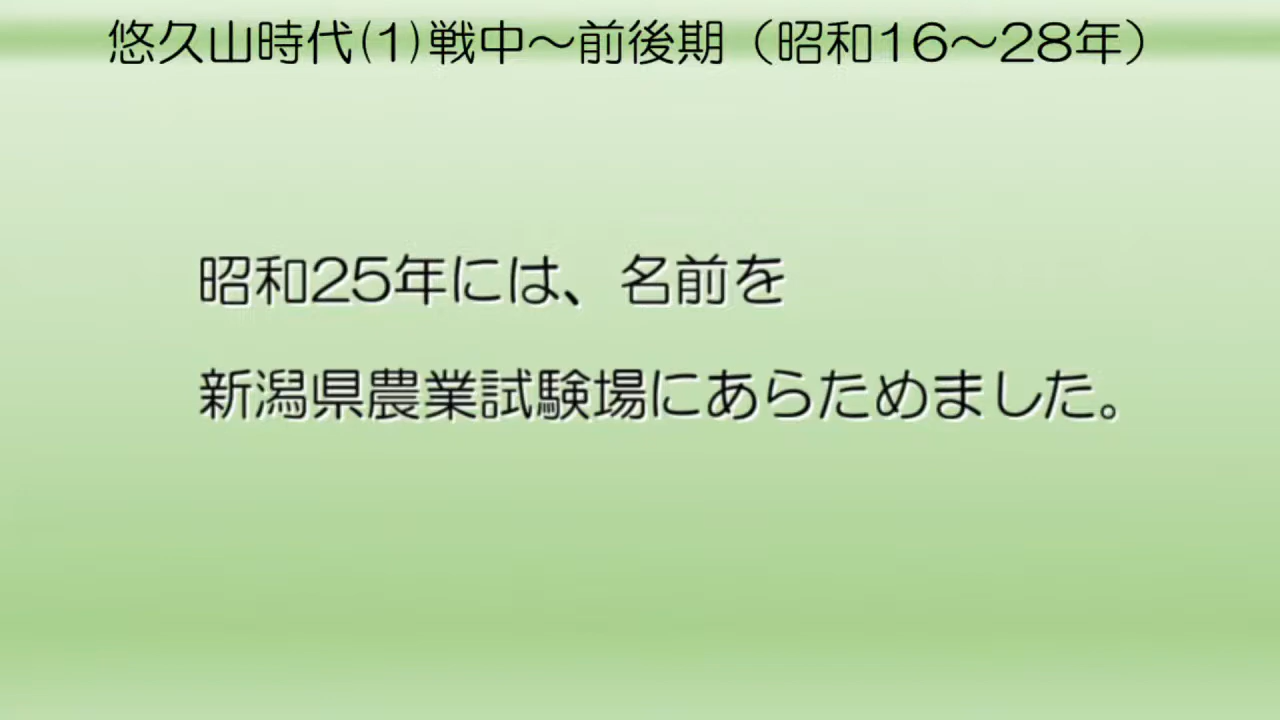 悠久山時代(1)戦中～前後期（昭和16～28年）
昭和25年には、名前を
新潟県農業試験場にあらためました。